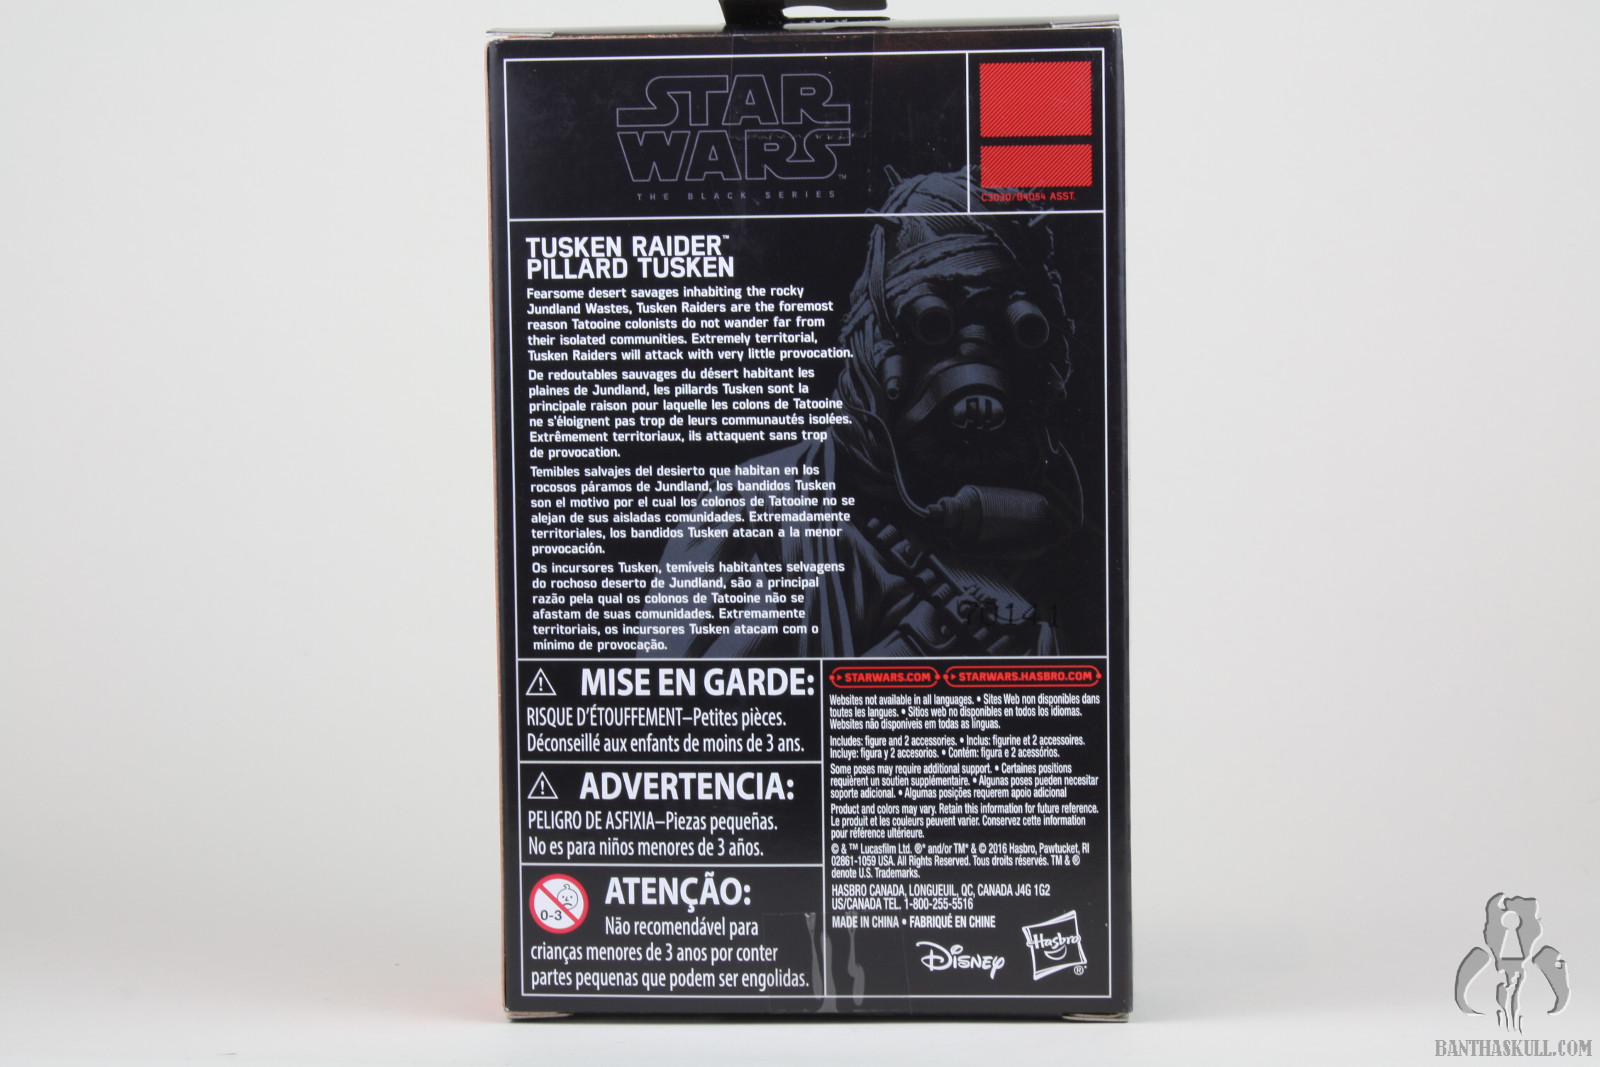 STAR
WARS™
THE BLACK SERIES
C3030/B4054 ASST.
TUSKEN RAIDER™
PILLARD TUSKEN
Fearsome desert savages inhabiting the rocky
Jundland Wastes, Tusken Raiders are the foremost
reason Tatooine colonists do not wander far from
their isolated communities. Extremely territorial,
Tusken Raiders will attack with very little provocation.
De redoutables sauvages du désert habitant les
plaines de Jundland, les pillards Tusken sont la
principale raison pour laquelle les colons de Tatooine
ne s'éloignent pas trop de leurs communautés isolées.
Extrêmement territoriaux, ils attaquent sans trop
de provocation.
Temibles salvajes del desierto que habitan en los
rocosos páramos de Jundland, los bandidos Tusken
son el motivo por el cual los colonos de Tatooine no se
alejan de sus aisladas comunidades. Extremadamente
territoriales, los bandidos Tusken atacan a la menor
provocación.
Os incursores Tusken, temíveis habitantes selvagens
do rochoso deserto de Jundland, são a principal
razão pela qual os colonos de Tatooine não se
afastam de suas comunidades. Extremamente
territoriais, os incursores Tusken atacam com o
mínimo de provocação.
70141
MISE EN GARDE:
RISQUE D'ÉTOUFFEMENT–Petites pièces.
Déconseillé aux enfants de moins de 3 ans.
ADVERTENCIA:
PELIGRO DE ASFIXIA–Piezas pequeñas.
No es para niños menores de 3 años.
0-3
ATENÇÃO:
Não recomendável para
crianças menores de 3 anos por conter
partes pequenas que podem ser engolidas.
STARWARS.COM STARWARS.HASBRO.COM
Websites not available in all languages. • Sites Web non disponibles dans
toutes les langues. • Sitios web no disponibles en todos los idiomas.
Websites não disponíveis em todas as línguas.
Includes: figure and 2 accessories. • Inclus: figurine et 2 accessoires.
Incluye: figura y 2 accesorios. • Contém: figura e 2 acessórios.
Some poses may require additional support. • Certaines positions
requièrent un soutien supplémentaire. • Algunas poses pueden necesitar
soporte adicional. • Algumas posições requerem apoio adicional
Product and colors may vary. Retain this information for future reference.
Le produit et les couleurs peuvent varier. Conservez cette information
pour référence ultérieure.
© & ™ Lucasfilm Ltd. ®* and/or TM* & © 2016 Hasbro, Pawtucket, RI
02861-1059 USA. All Rights Reserved. Tous droits réservés. TM & ®
denote U.S. Trademarks.
HASBRO CANADA, LONGUEUIL, QC, CANADA J4G 1G2
US/CANADA TEL. 1-800-255-5516
MADE IN CHINA • FABRIQUÉ EN CHINE
Disney
Hasbro®
BANTHASKULL.COM